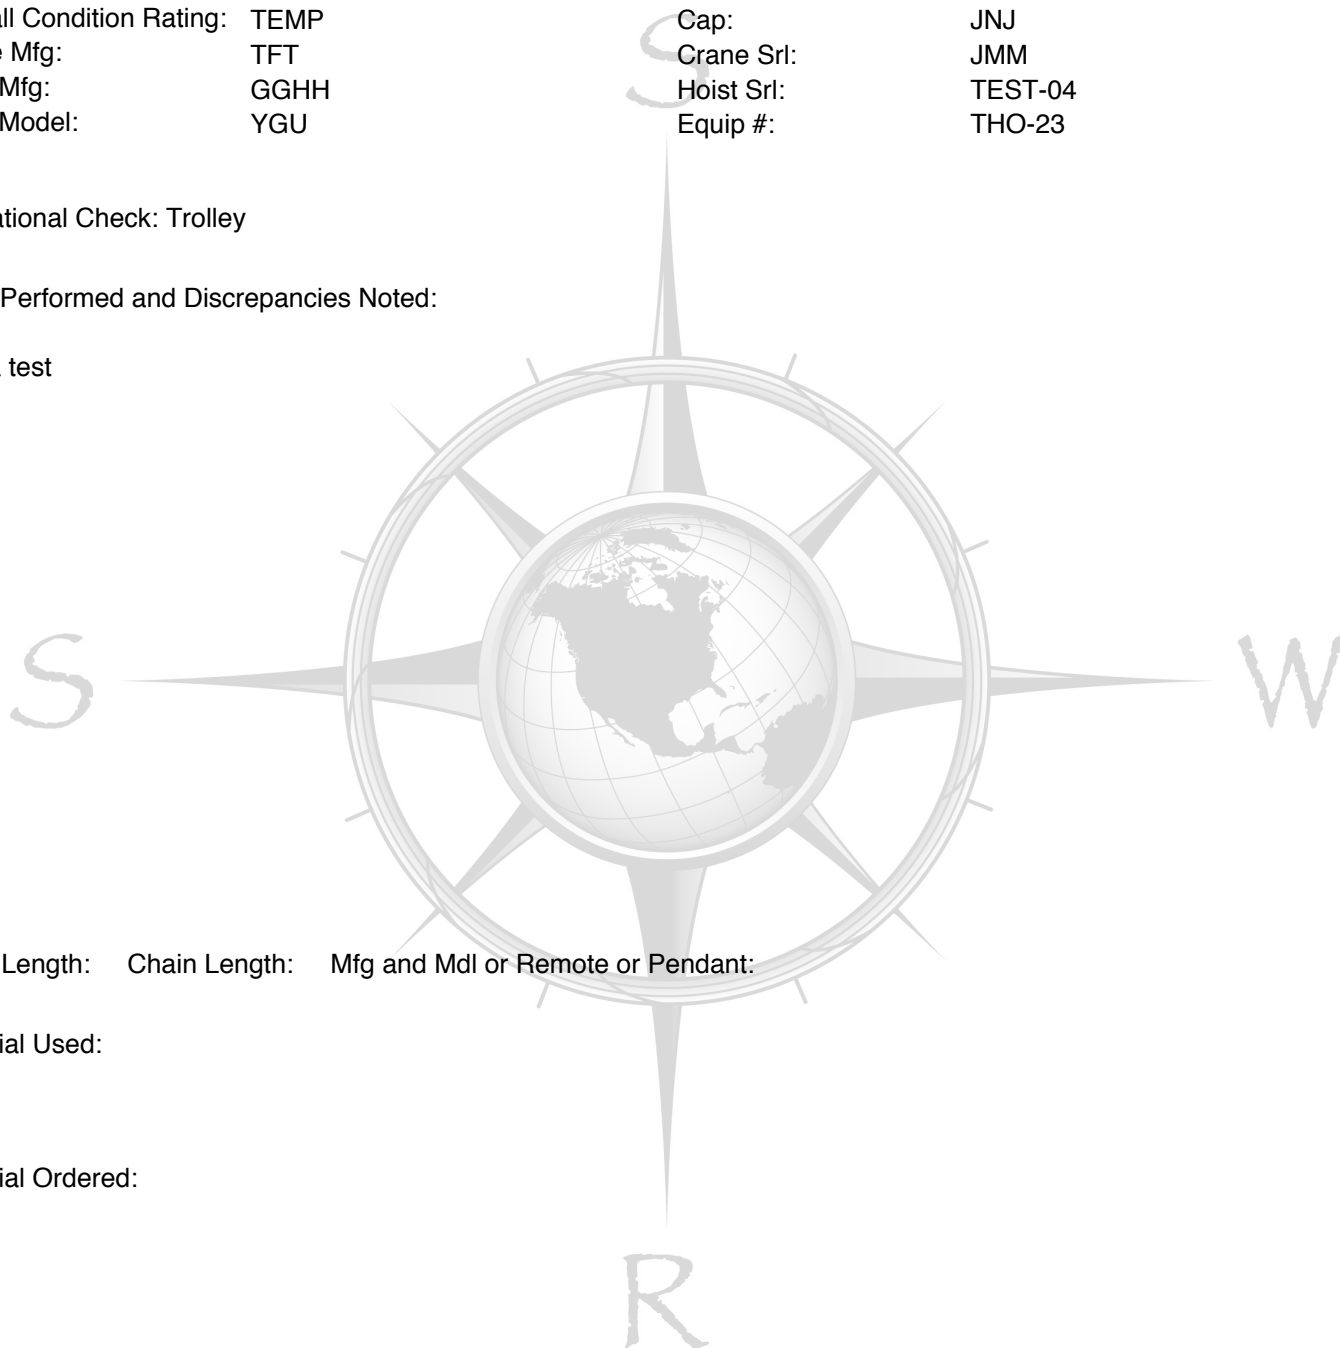 all Condition Rating: TEMP Cap: JNJ
e Mfg: TFT Crane Srl: JMM
Mfg: GGHH Hoist Srl: TEST-04
Model: YGU Equip #: THO-23
S
ational Check: Trolley
Performed and Discrepancies Noted:
test
S W
Length: Chain Length: Mfg and Mdl or Remote or Pendant:
ial Used:
ial Ordered:
R